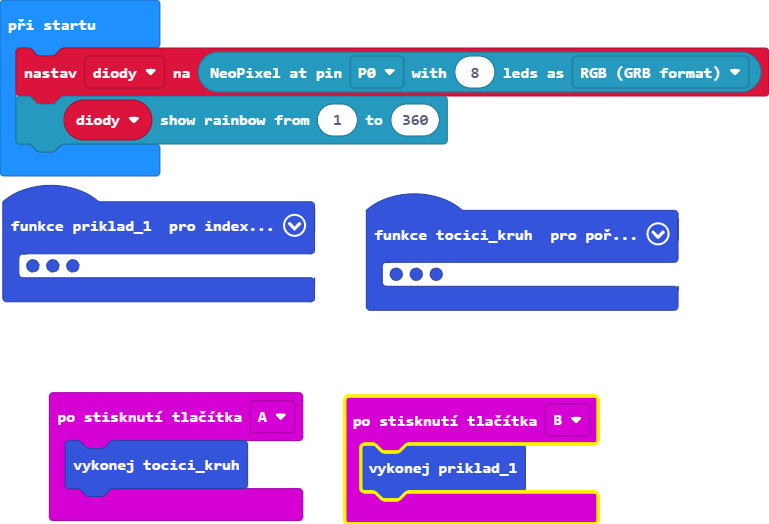 při startu
nastav diody na NeoPixel at pin P0 with 8 leds as RGB (GRB format)
diody show rainbow from 1 to 360
funkce priklad_1 pro index...
funkce tocici_kruh pro poř...
po stisknutí tlačítka A
vykonej tocici_kruh
po stisknutí tlačítka B
vykonej priklad_1